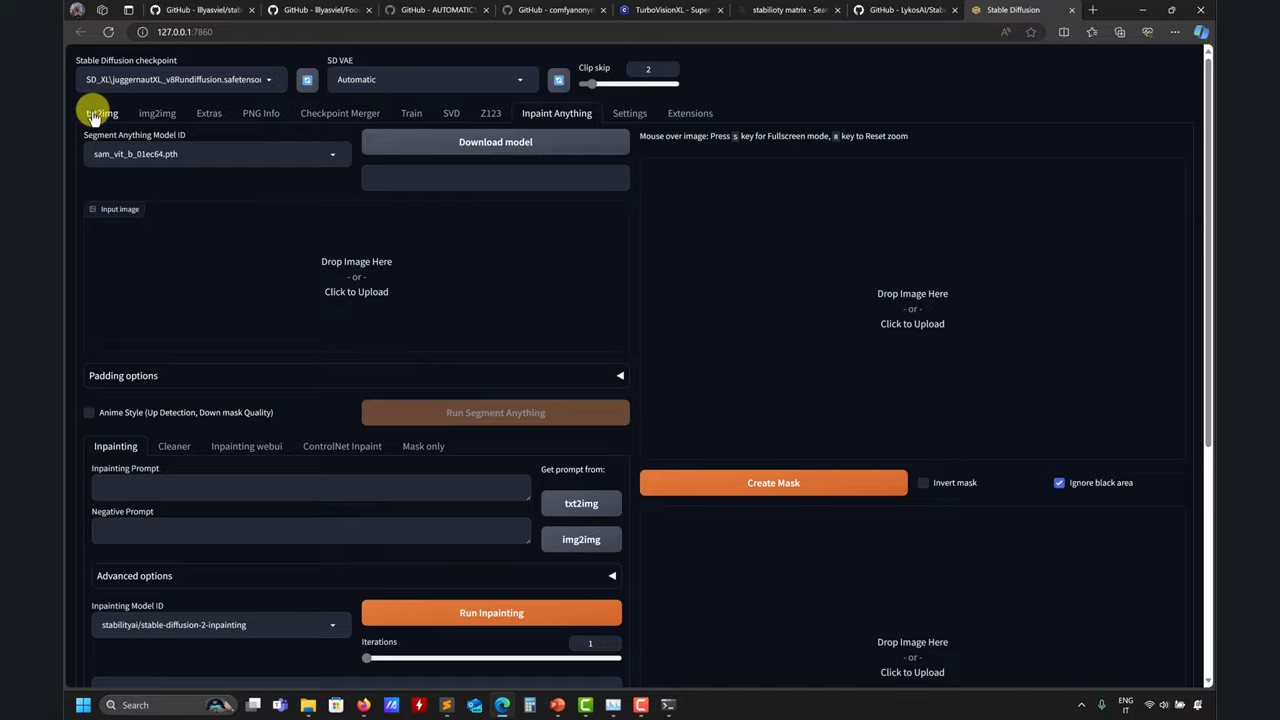 GitHub - lllyasviel/stab
GitHub - lllyasviel/Foo
GitHub - AUTOMATIC1
GitHub - comfyanonym
TurboVisionXL - Super
stabilioty matrix - Sear
GitHub - LykosAI/Stabi
Stable Diffusion
127.0.0.1:7860
Stable Diffusion checkpoint
SD VAE
Clip skip
2
SD_XL\juggernautXL_v8Rundiffusion.safetensor
Automatic
txt2img
img2img
Extras
PNG Info
Checkpoint Merger
Train
SVD
Z123
Inpaint Anything
Settings
Extensions
Segment Anything Model ID
sam_vit_b_01ec64.pth
Download model
Mouse over image: Press S key for Fullscreen mode, R key to Reset zoom
Input image
Drop Image Here
- or -
Click to Upload
Drop Image Here
- or -
Click to Upload
Padding options
Anime Style (Up Detection, Down mask Quality)
Run Segment Anything
Inpainting
Cleaner
Inpainting webui
ControlNet Inpaint
Mask only
Inpainting Prompt
Get prompt from:
txt2img
Negative Prompt
img2img
Create Mask
Invert mask
Ignore black area
Advanced options
Inpainting Model ID
stabilityai/stable-diffusion-2-inpainting
Run Inpainting
Iterations
1
Drop Image Here
- or -
Click to Upload
Search
ENG
IT